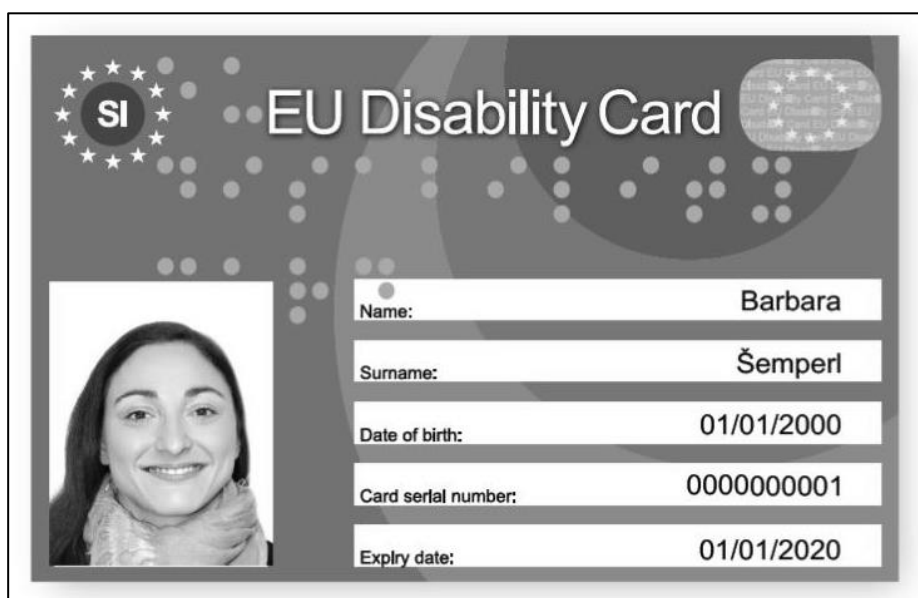 SI
EU Disability Card
Name: Barbara
Surname: Šemperl
Date of birth: 01/01/2000
Card serial number: 0000000001
Expiry date: 01/01/2020